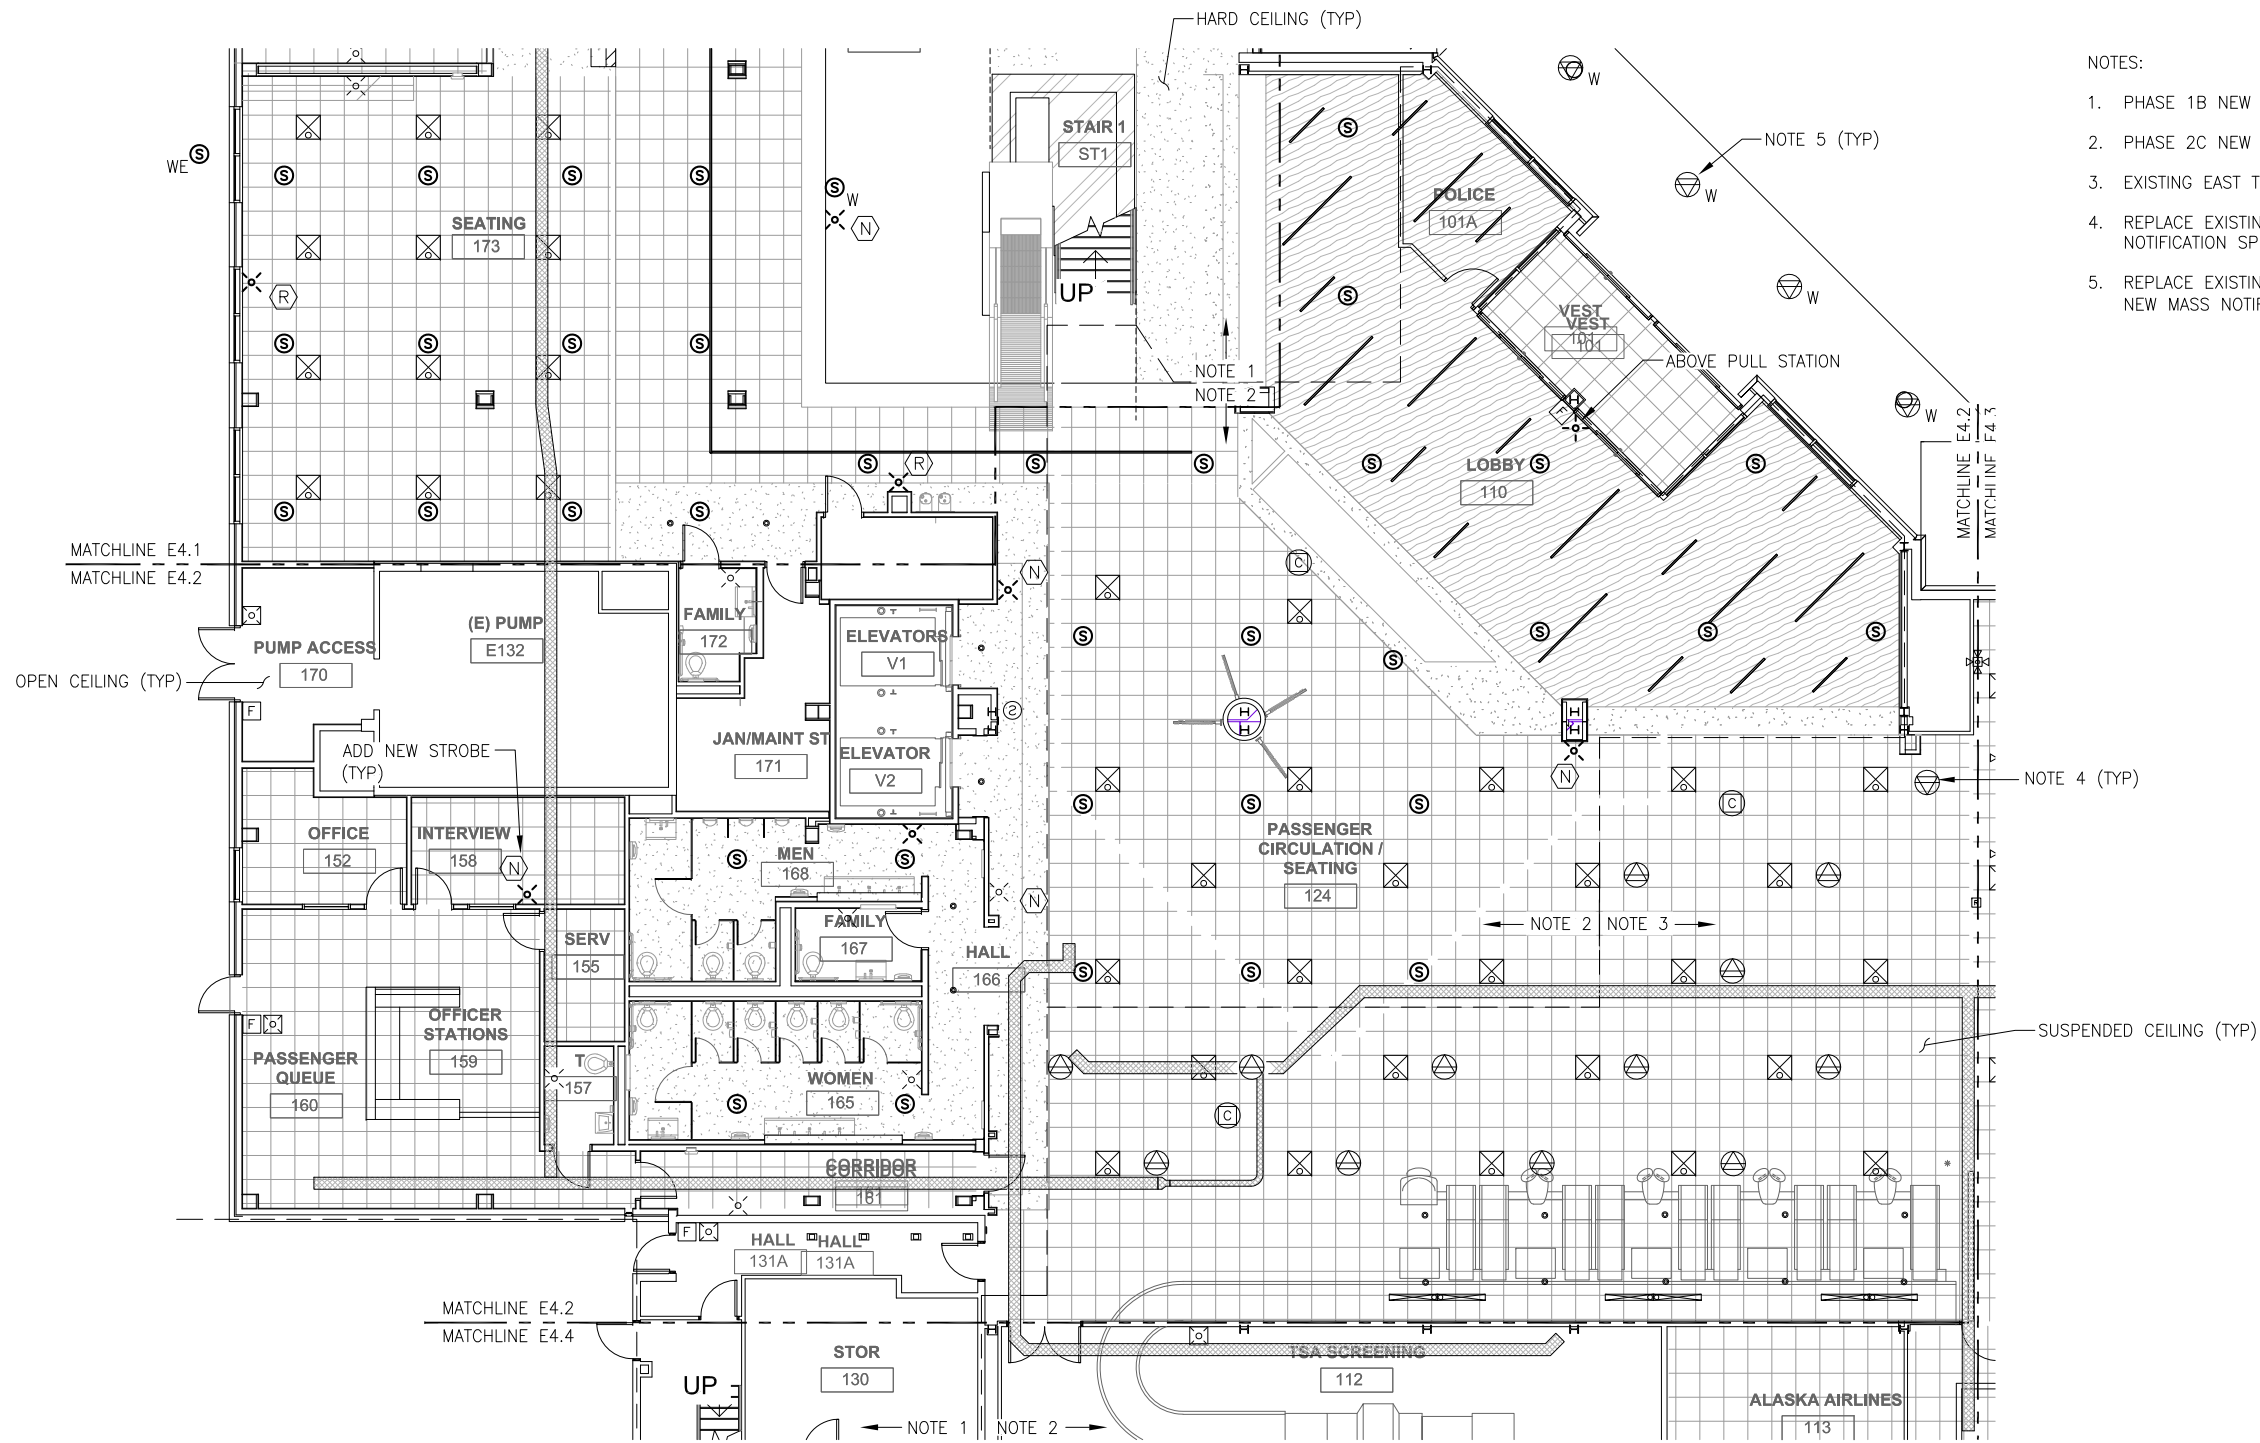 HARD CEILING (TYP)
NOTES:
1. PHASE 1B NEW
2. PHASE 2C NEW
3. EXISTING EAST T
4. REPLACE EXISTIN
NOTIFICATION SP
5. REPLACE EXISTIN
NEW MASS NOTIF
W
NOTE 5 (TYP)
W
W
W
STAIR 1
ST1
UP
POLICE
101A
WE
S
S
S
S
S
S
W
N
SEATING
173
R
S
S
S
S
S
S
VEST
VEST
101
101
ABOVE PULL STATION
F
NOTE 1
NOTE 2
MATCHLINE E4.2
MATCHLINE E4.3
S
R
S
S
S
S
S
LOBBY
110
S
S
S
S
MATCHLINE E4.1
MATCHLINE E4.2
N
C
FAMILY
172
(E) PUMP
E132
PUMP ACCESS
170
OPEN CEILING (TYP)
F
ELEVATORS
V1
S
S
S
S
S
S
S
JAN/MAINT ST
171
ELEVATOR
V2
ADD NEW STROBE
(TYP)
N
NOTE 4 (TYP)
C
S
S
S
OFFICE
152
INTERVIEW
158
N
MEN
168
S
S
PASSENGER
CIRCULATION /
SEATING
124
N
FAMILY
167
NOTE 2
NOTE 3
SERV
155
HALL
166
S
S
S
OFFICER
STATIONS
159
F
PASSENGER
QUEUE
160
T
157
WOMEN
165
S
S
C
SUSPENDED CEILING (TYP)
CORRIDOR
CORRIDOR
161
F
HALL
131A
HALL
131A
MATCHLINE E4.2
MATCHLINE E4.4
STOR
130
UP
TSA SCREENING
112
ALASKA AIRLINES
113
NOTE 1
NOTE 2